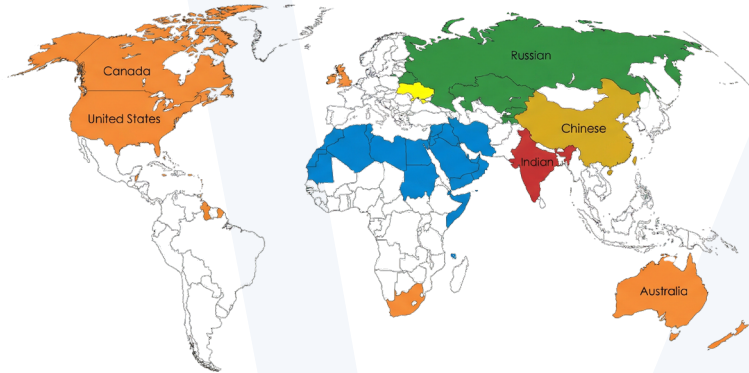 Canada
Russian
United States
Chinese
Indian
Australia